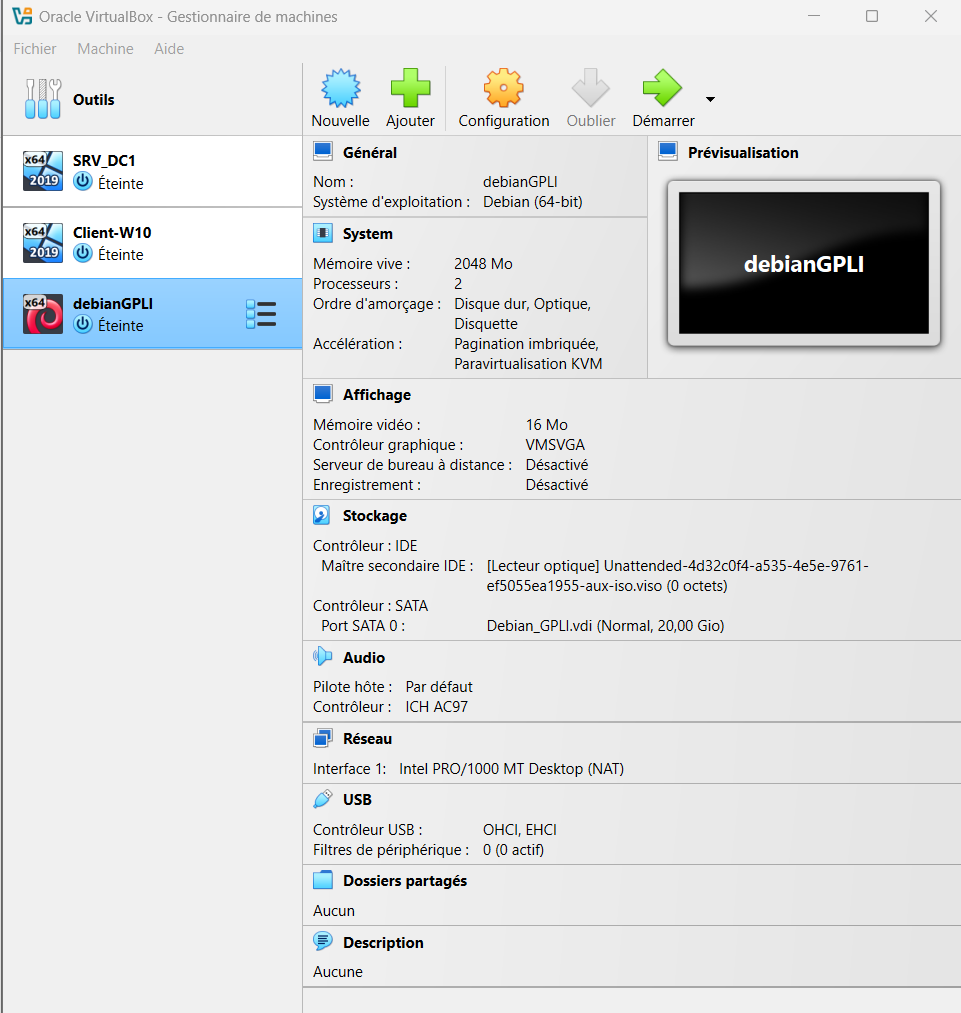 Oracle VirtualBox - Gestionnaire de machines
Fichier Machine Aide
Outils
Nouvelle Ajouter Configuration Oublier Démarrer
x64 2019 SRV_DC1
Éteinte
x64 2019 Client-W10
Éteinte
x64 debianGPLI
Éteinte
Général
Nom : debianGPLI
Système d'exploitation : Debian (64-bit)
Prévisualisation
debianGPLI
System
Mémoire vive : 2048 Mo
Processeurs : 2
Ordre d'amorçage : Disque dur, Optique,
Disquette
Accélération : Pagination imbriquée,
Paravirtualisation KVM
Affichage
Mémoire vidéo : 16 Mo
Contrôleur graphique : VMSVGA
Serveur de bureau à distance : Désactivé
Enregistrement : Désactivé
Stockage
Contrôleur : IDE
Maître secondaire IDE : [Lecteur optique] Unattended-4d32c0f4-a535-4e5e-9761-
ef5055ea1955-aux-iso.viso (0 octets)
Contrôleur : SATA
Port SATA 0 : Debian_GPLI.vdi (Normal, 20,00 Gio)
Audio
Pilote hôte : Par défaut
Contrôleur : ICH AC97
Réseau
Interface 1: Intel PRO/1000 MT Desktop (NAT)
USB
Contrôleur USB : OHCI, EHCI
Filtres de périphérique : 0 (0 actif)
Dossiers partagés
Aucun
Description
Aucune